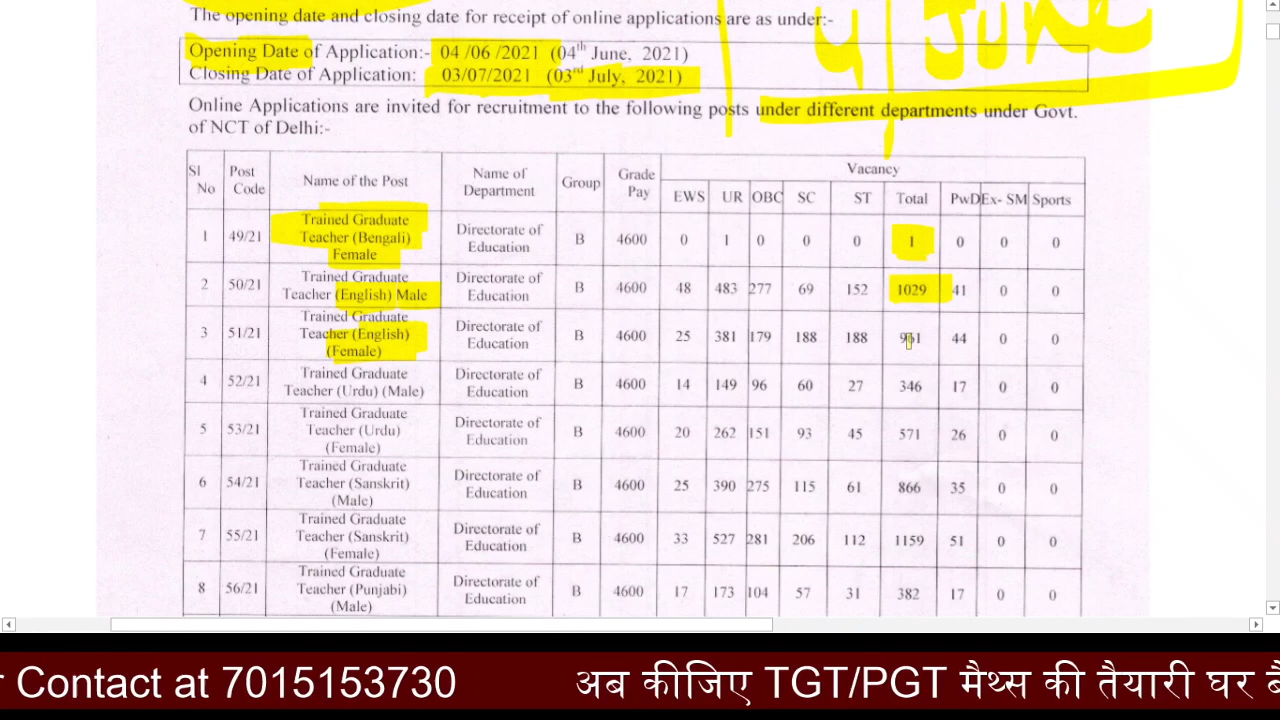 The opening date and closing date for receipt of online applications are as under:-
4 June
Opening Date of Application:- 04 /06 /2021 (04th June, 2021)
Closing Date of Application: 03/07/2021 (03rd July, 2021)
Online Applications are invited for recruitment to the following posts under different departments under Govt.
of NCT of Delhi:-
Sl No Post Code Name of the Post Name of Department Group Grade Pay Vacancy
EWS UR OBC SC ST Total PwD Ex- SM Sports
1 49/21 Trained Graduate Teacher (Bengali) Female Directorate of Education B 4600 0 1 0 0 0 1 0 0 0
2 50/21 Trained Graduate Teacher (English) Male Directorate of Education B 4600 48 483 277 69 152 1029 41 0 0
3 51/21 Trained Graduate Teacher (English) (Female) Directorate of Education B 4600 25 381 179 188 188 961 44 0 0
4 52/21 Trained Graduate Teacher (Urdu) (Male) Directorate of Education B 4600 14 149 96 60 27 346 17 0 0
5 53/21 Trained Graduate Teacher (Urdu) (Female) Directorate of Education B 4600 20 262 151 93 45 571 26 0 0
6 54/21 Trained Graduate Teacher (Sanskrit) (Male) Directorate of Education B 4600 25 390 275 115 61 866 35 0 0
7 55/21 Trained Graduate Teacher (Sanskrit) (Female) Directorate of Education B 4600 33 527 281 206 112 1159 51 0 0
8 56/21 Trained Graduate Teacher (Punjabi) (Male) Directorate of Education B 4600 17 173 104 57 31 382 17 0 0
Contact at 7015153730 अब कीजिए TGT/PGT मैथ्स की तैयारी घर